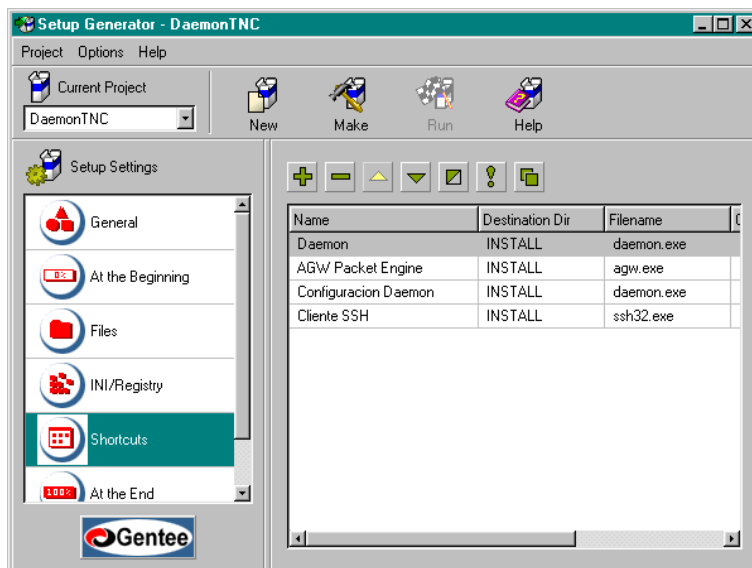 Setup Generator - DaemonTNC
Project Options Help
Current Project
DaemonTNC
New Make Run Help
Setup Settings
General
0%
At the Beginning
Files
INI/Registry
Shortcuts
100%
At the End
Gentee
Name Destination Dir Filename
Daemon INSTALL daemon.exe
AGW Packet Engine INSTALL agw.exe
Configuracion Daemon INSTALL daemon.exe
Cliente SSH INSTALL ssh32.exe